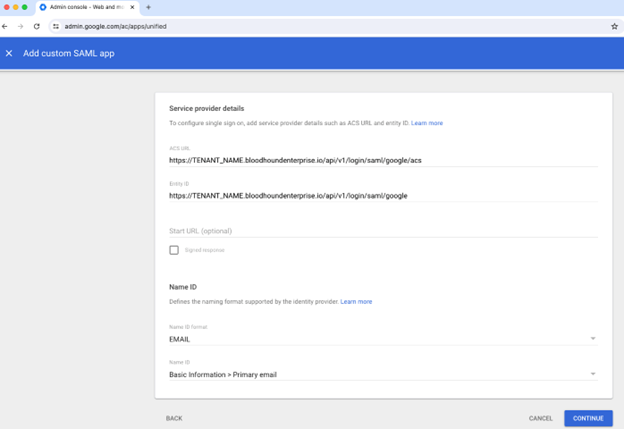 Admin console - Web and mo
admin.google.com/ac/apps/unified
Add custom SAML app
Service provider details
To configure single sign on, add service provider details such as ACS URL and entity ID. Learn more
ACS URL
https://TENANT_NAME.bloodhoundenterprise.io/api/v1/login/saml/google/acs
Entity ID
https://TENANT_NAME.bloodhoundenterprise.io/api/v1/login/saml/google
Start URL (optional)
Signed response
Name ID
Defines the naming format supported by the identity provider. Learn more
Name ID format
EMAIL
Name ID
Basic Information > Primary email
BACK
CANCEL
CONTINUE